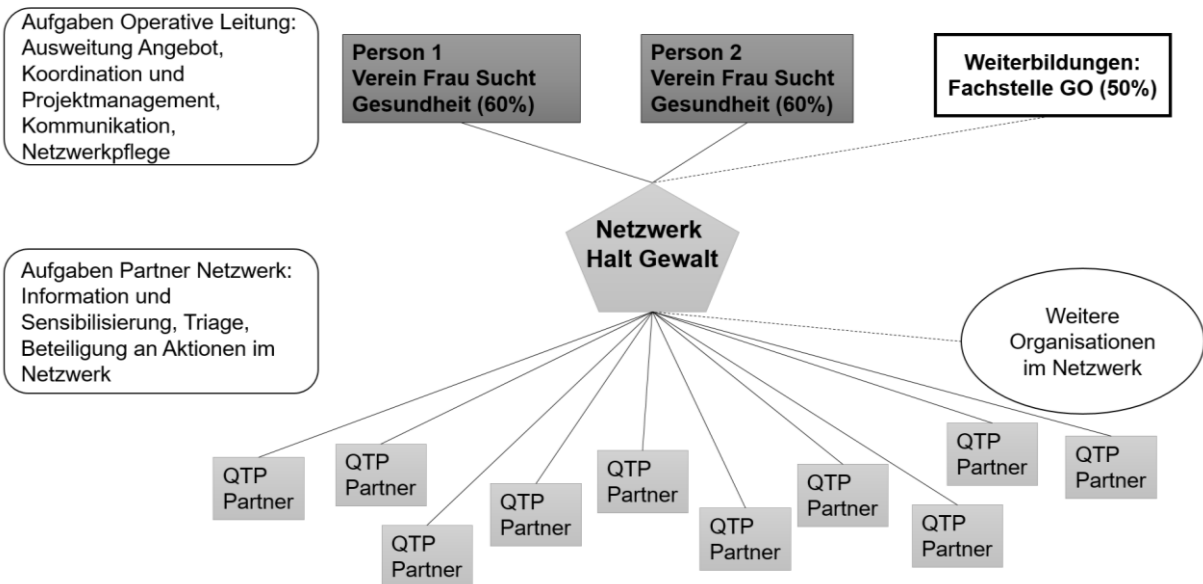 Aufgaben Operative Leitung:
Ausweitung Angebot,
Koordination und
Projektmanagement,
Kommunikation,
Netzwerkpflege
Person 1
Verein Frau Sucht
Gesundheit (60%)
Person 2
Verein Frau Sucht
Gesundheit (60%)
Weiterbildungen:
Fachstelle GO (50%)
Netzwerk
Halt Gewalt
Aufgaben Partner Netzwerk:
Information und
Sensibilisierung, Triage,
Beteiligung an Aktionen im
Netzwerk
Weitere
Organisationen
im Netzwerk
QTP
Partner
QTP
Partner
QTP
Partner
QTP
Partner
QTP
Partner
QTP
Partner
QTP
Partner
QTP
Partner
QTP
Partner
QTP
Partner